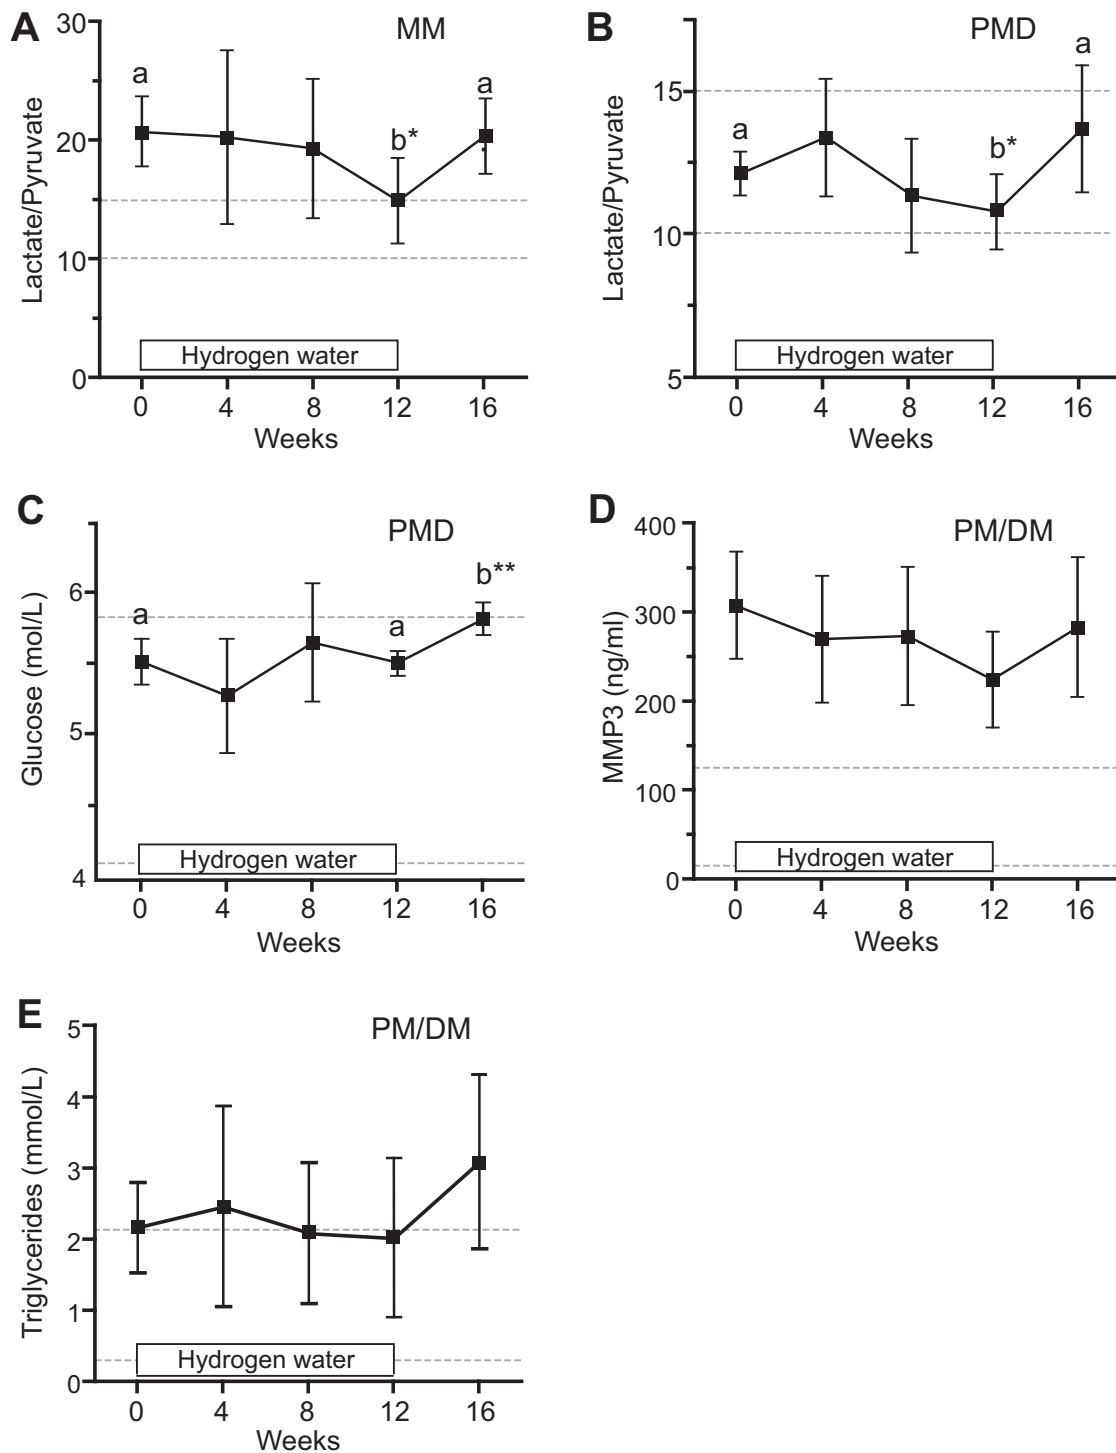 A
MM
Lactate/Pyruvate
30
20
10
0
a
b*
a
Hydrogen water
0 4 8 12 16
Weeks
B
PMD
Lactate/Pyruvate
15
10
5
a
b*
a
Hydrogen water
0 4 8 12 16
Weeks
C
PMD
Glucose (mol/L)
6
5
4
a
a
b**
Hydrogen water
0 4 8 12 16
Weeks
D
PM/DM
MMP3 (ng/ml)
400
300
200
100
0
Hydrogen water
0 4 8 12 16
Weeks
E
PM/DM
Triglycerides (mmol/L)
5
4
3
2
1
0
Hydrogen water
0 4 8 12 16
Weeks